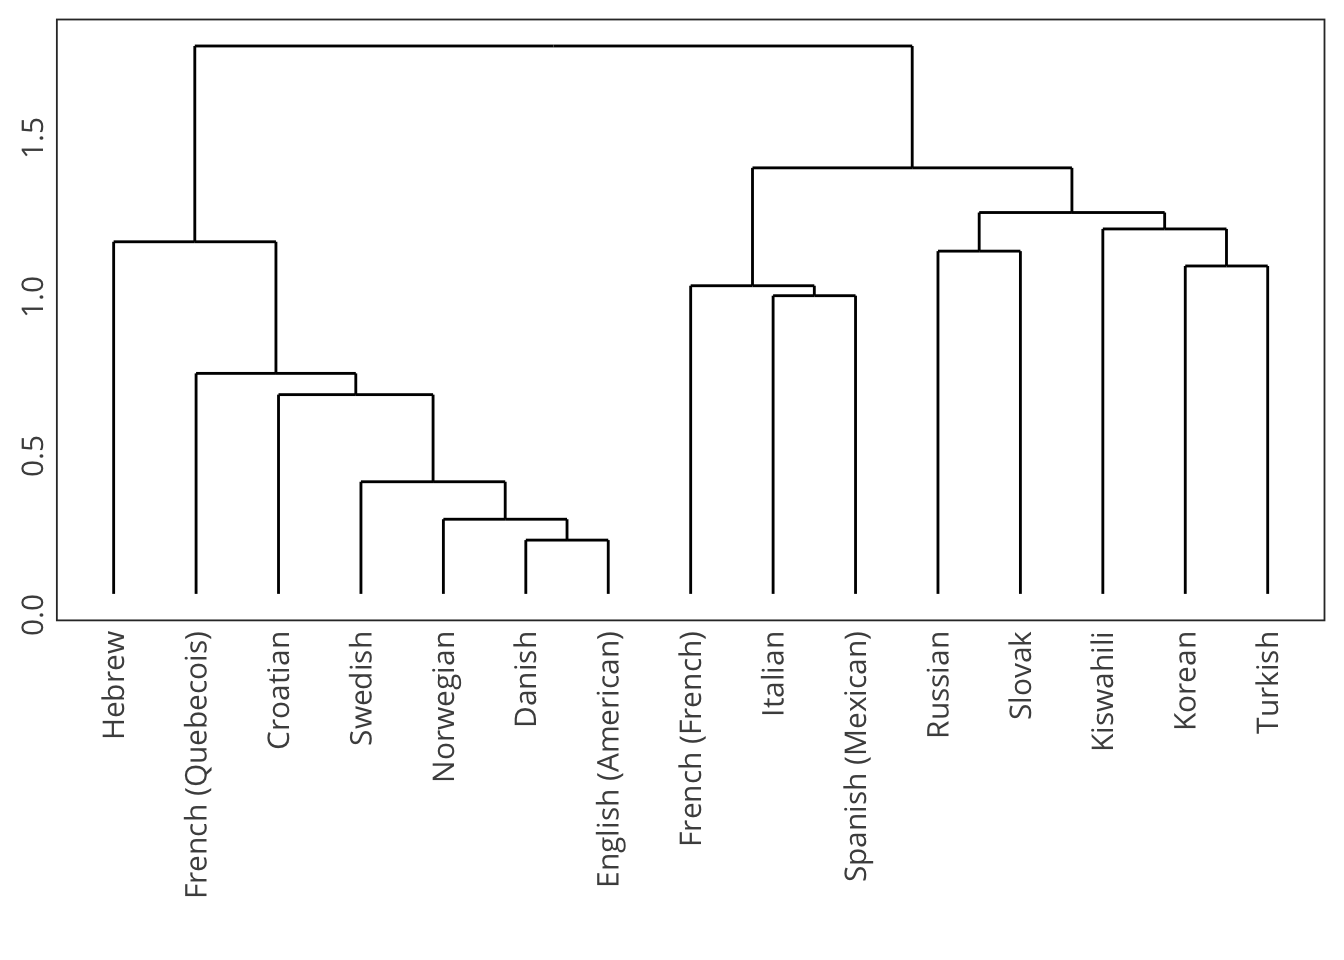 1.5
1.0
0.5
0.0
Hebrew
French (Quebecois)
Croatian
Swedish
Norwegian
Danish
English (American)
French (French)
Italian
Spanish (Mexican)
Russian
Slovak
Kiswahili
Korean
Turkish